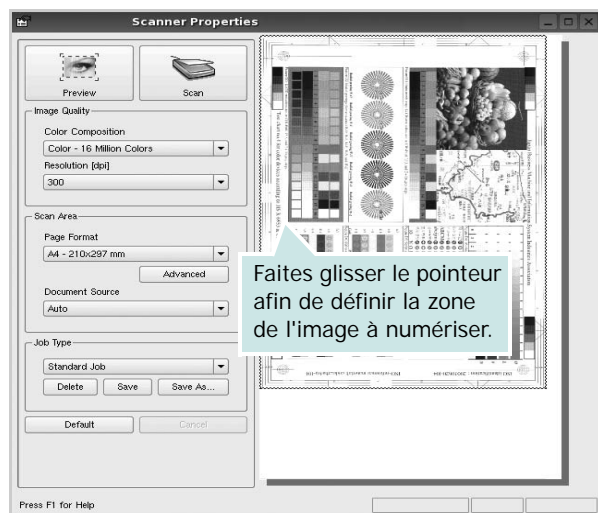 Scanner Properties
Preview
Scan
Image Quality
Color Composition
Color - 16 Million Colors
Resolution [dpi]
300
Scan Area
Page Format
A4 - 210x297 mm
Advanced
Document Source
Auto
Job Type
Standard Job
Delete
Save
Save As...
Default
Cancel
Faites glisser le pointeur
afin de définir la zone
de l'image à numériser.
Press F1 for Help